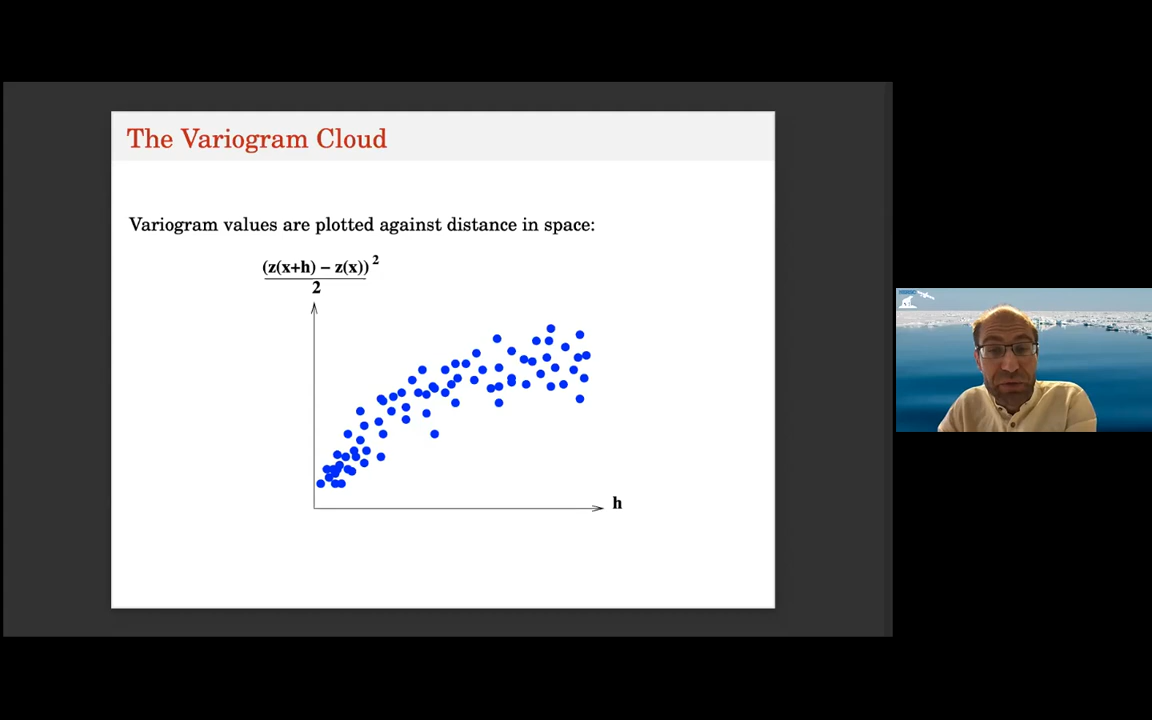 The Variogram Cloud
Variogram values are plotted against distance in space:
(z(x+h) – z(x))²
2
h